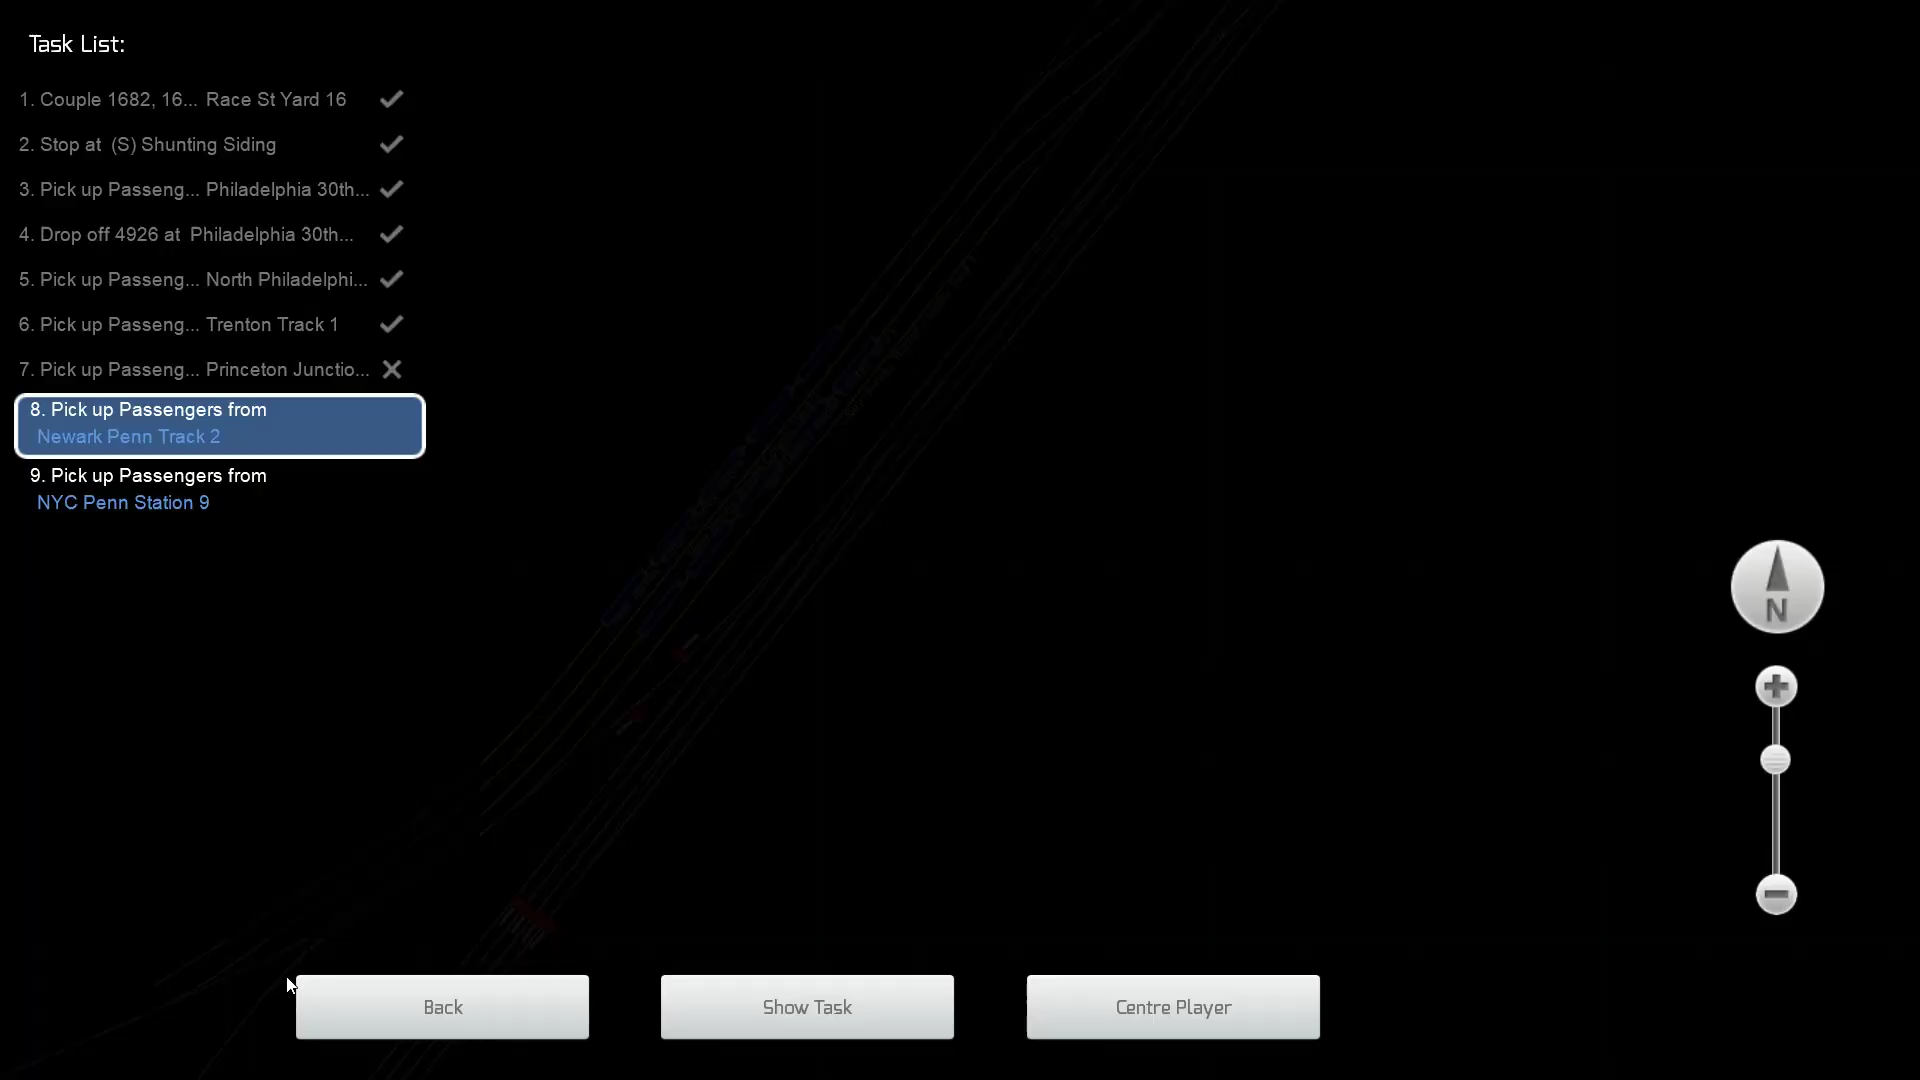 Task List:
1. Couple 1682, 16... Race St Yard 16
2. Stop at (S) Shunting Siding
3. Pick up Passeng... Philadelphia 30th...
4. Drop off 4926 at Philadelphia 30th...
5. Pick up Passeng... North Philadelphi...
6. Pick up Passeng... Trenton Track 1
7. Pick up Passeng... Princeton Junctio...
8. Pick up Passengers from
Newark Penn Track 2
9. Pick up Passengers from
NYC Penn Station 9
N
Back
Show Task
Centre Player